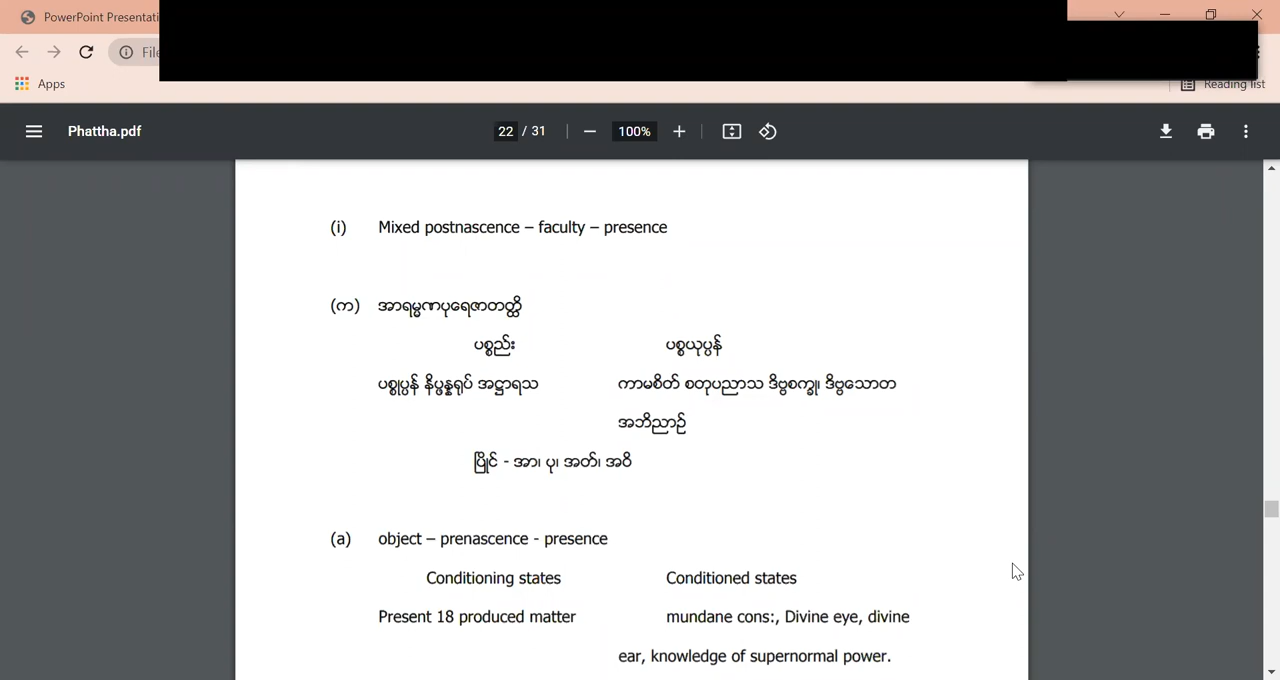 PowerPoint Presentati
File
Apps
Reading list
Phattha.pdf
22 / 31
100%
(i) Mixed postnascence – faculty – presence
(က) အာရမ္မဏပုရေဇာတတ္ထိ
ပစ္စည်း ပစ္စယုပ္ပန်
ပစ္စုပ္ပန် နိပ္ဖန္နရုပ် အဋ္ဌာရသ ကာမစိတ် စတုပညာသ ဒိဗ္ဗစက္ခု၊ ဒိဗ္ဗသောတ
အဘိညာဉ်
ပြိုင် - အာ၊ ပု၊ အတ်၊ အဝိ
(a) object – prenascence - presence
Conditioning states Conditioned states
Present 18 produced matter mundane cons:, Divine eye, divine
ear, knowledge of supernormal power.